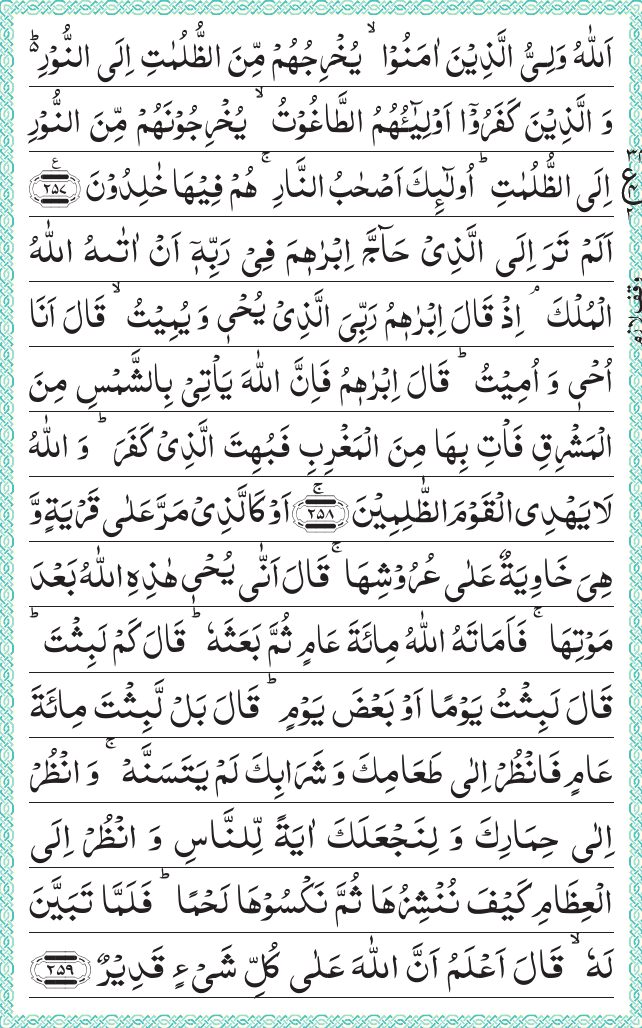 اَللّٰهُ وَلِیُّ الَّذِیْنَ اٰمَنُوْا ۙ یُخْرِجُهُمْ مِّنَ الظُّلُمٰتِ اِلَی النُّوْرِ ؕ۬
وَ الَّذِیْنَ كَفَرُوْۤا اَوْلِیٰٓـُٔهُمُ الطَّاغُوْتُ ۙ یُخْرِجُوْنَهُمْ مِّنَ النُّوْرِ
اِلَی الظُّلُمٰتِ ؕ اُولٰٓىِٕكَ اَصْحٰبُ النَّارِ ۚ هُمْ فِیْهَا خٰلِدُوْنَ ۧ۝۲۵۷ ع
اَلَمْ تَرَ اِلَی الَّذِیْ حَآجَّ اِبْرٰهٖمَ فِیْ رَبِّهٖۤ اَنْ اٰتٰىهُ اللّٰهُ
الْمُلْكَ ۘ اِذْ قَالَ اِبْرٰهٖمُ رَبِّیَ الَّذِیْ یُحْیٖ وَ یُمِیْتُ ۙ قَالَ اَنَا وقف لازم
اُحْیٖ وَ اُمِیْتُ ؕ قَالَ اِبْرٰهٖمُ فَاِنَّ اللّٰهَ یَاْتِیْ بِالشَّمْسِ مِنَ
الْمَشْرِقِ فَاْتِ بِهَا مِنَ الْمَغْرِبِ فَبُهِتَ الَّذِیْ كَفَرَ ؕ وَ اللّٰهُ
لَا یَهْدِی الْقَوْمَ الظّٰلِمِیْنَ ۚ۝۲۵۸ اَوْ كَالَّذِیْ مَرَّ عَلٰی قَرْیَةٍ وَّ
هِیَ خَاوِیَةٌ عَلٰی عُرُوْشِهَا ۚ قَالَ اَنّٰی یُحْیٖ هٰذِهِ اللّٰهُ بَعْدَ
مَوْتِهَا ۚ فَاَمَاتَهُ اللّٰهُ مِائَةَ عَامٍ ثُمَّ بَعَثَهٗ ؕ قَالَ كَمْ لَبِثْتَ ؕ
قَالَ لَبِثْتُ یَوْمًا اَوْ بَعْضَ یَوْمٍ ؕ قَالَ بَلْ لَّبِثْتَ مِائَةَ
عَامٍ فَانْظُرْ اِلٰی طَعَامِكَ وَ شَرَابِكَ لَمْ یَتَسَنَّهْ ۚ وَ انْظُرْ
اِلٰی حِمَارِكَ وَ لِنَجْعَلَكَ اٰیَةً لِّلنَّاسِ وَ انْظُرْ اِلَی
الْعِظَامِ كَیْفَ نُنْشِزُهَا ثُمَّ نَكْسُوْهَا لَحْمًا ؕ فَلَمَّا تَبَیَّنَ
لَهٗ ۙ قَالَ اَعْلَمُ اَنَّ اللّٰهَ عَلٰی كُلِّ شَیْءٍ قَدِیْرٌ ۝۲۵۹